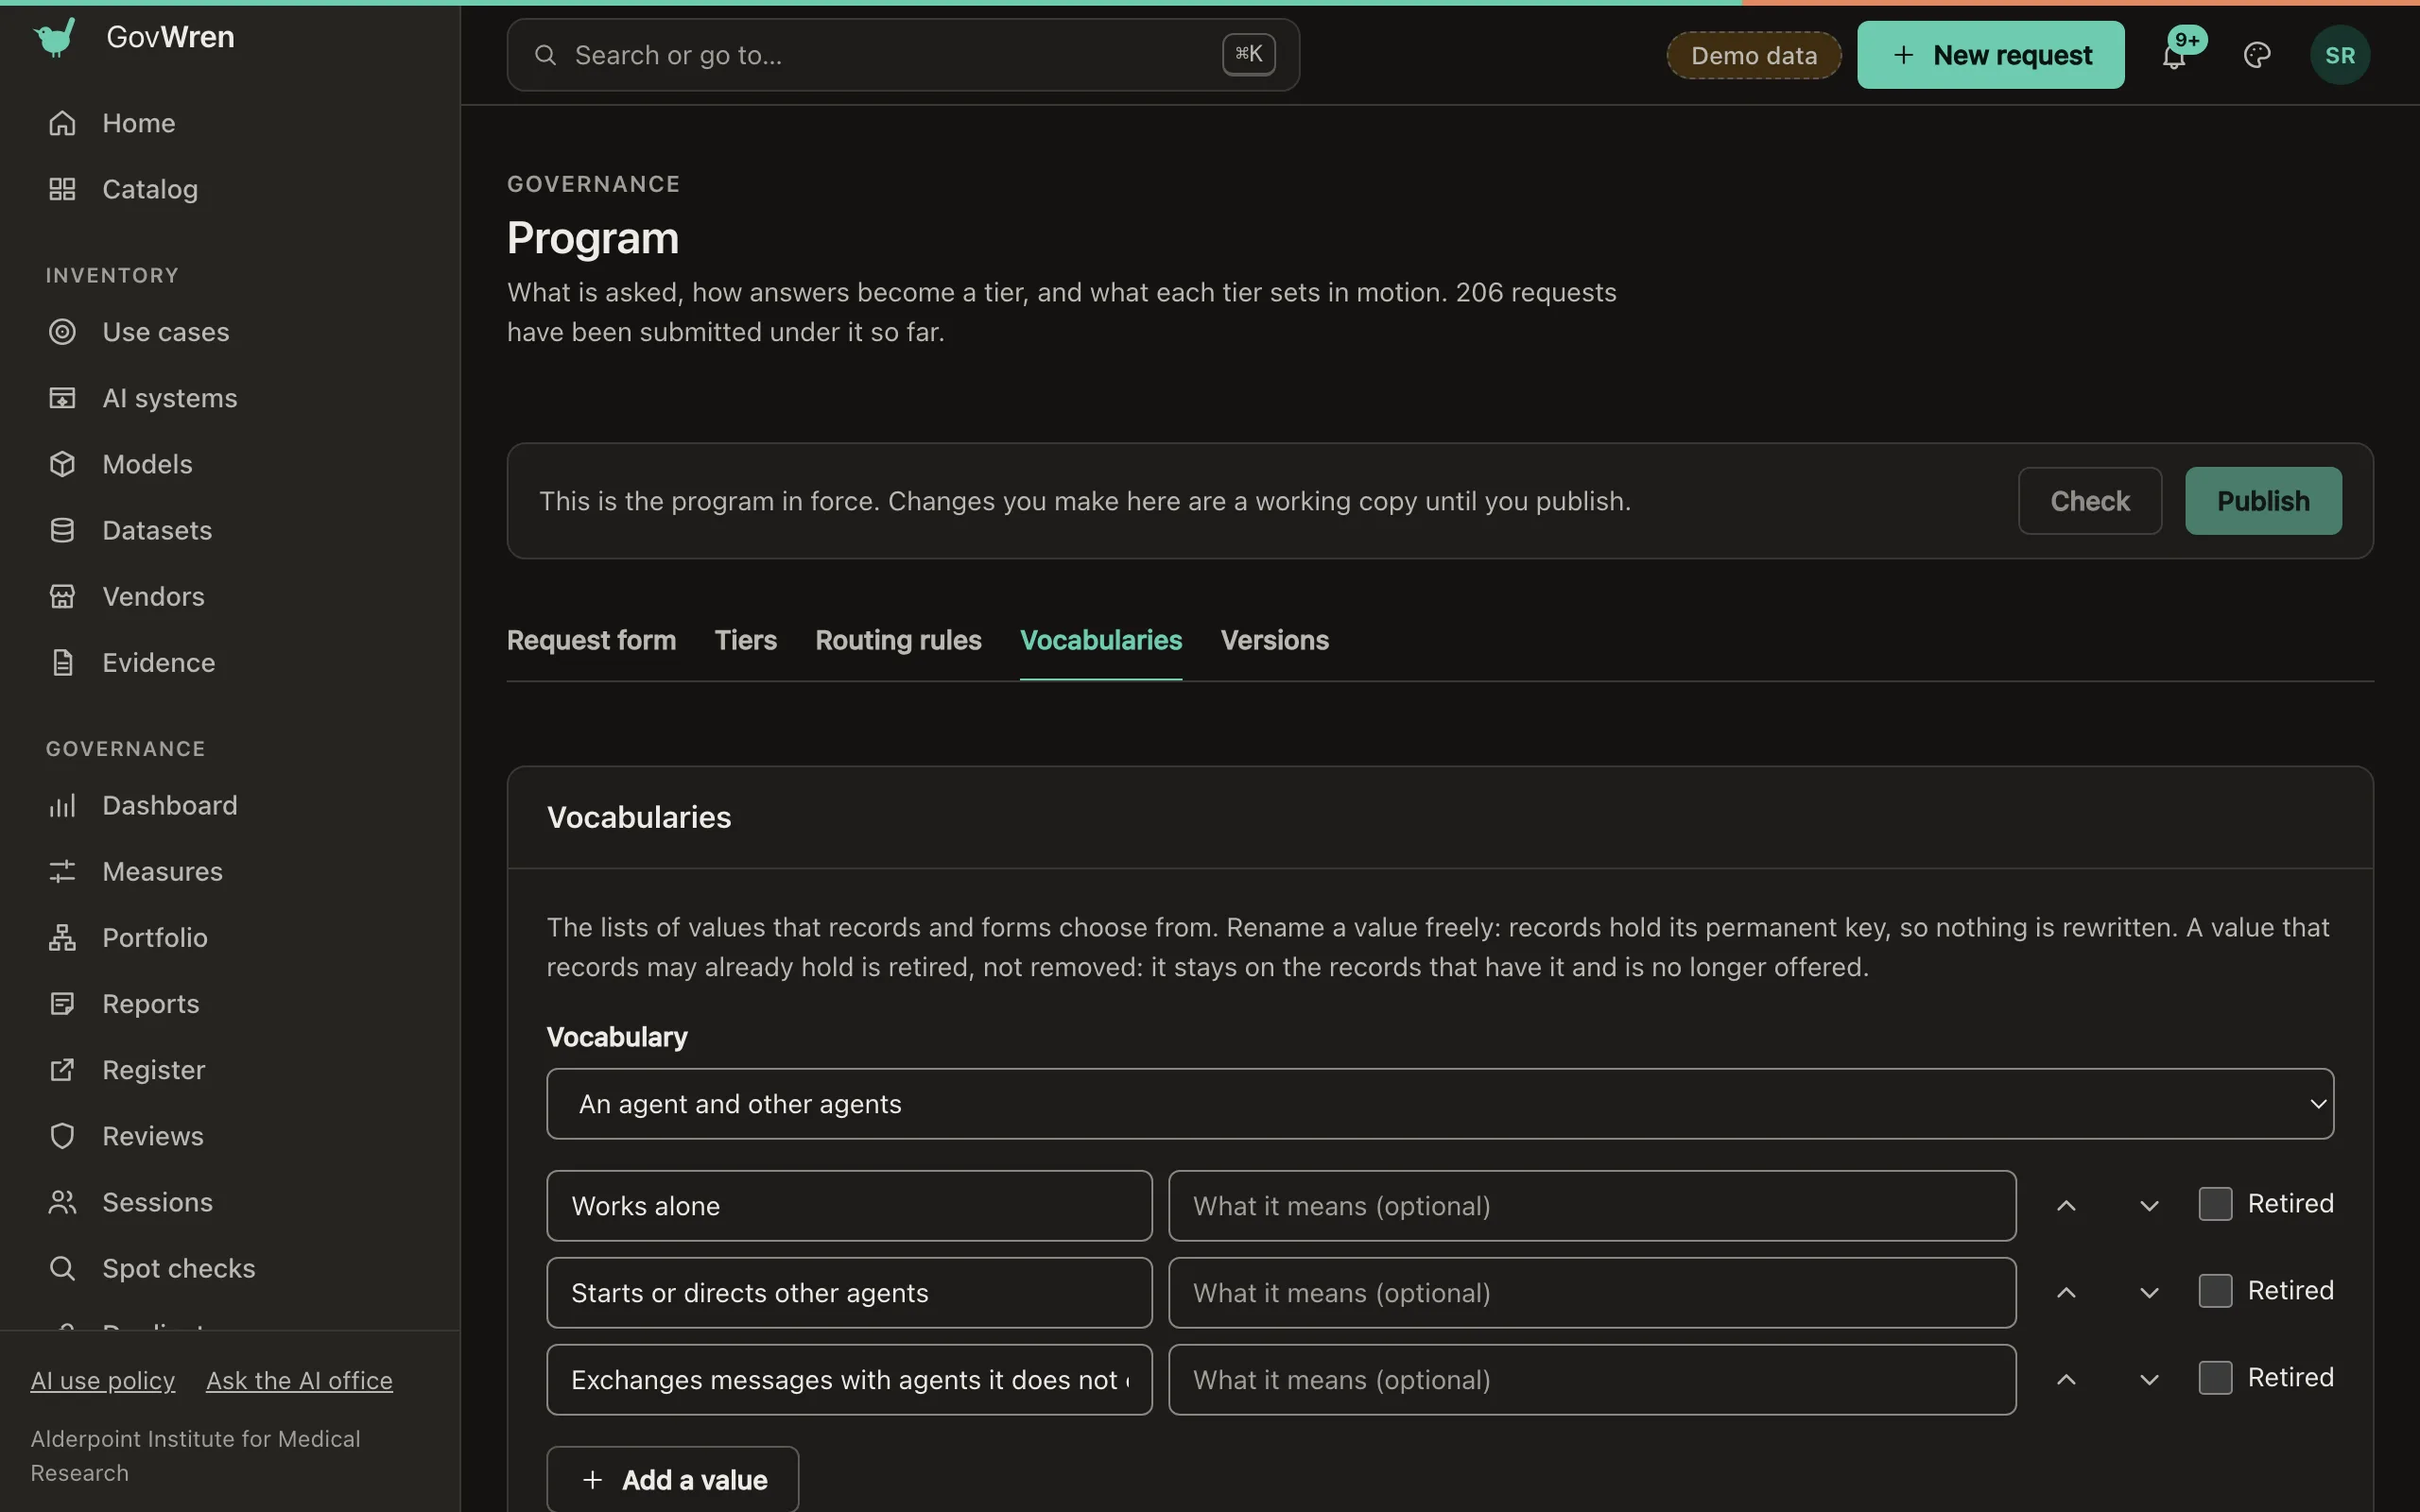 GovWren
Search or go to...
⌘K
Demo data
+ New request
9+
SR
Home
Catalog
INVENTORY
Use cases
AI systems
Models
Datasets
Vendors
Evidence
GOVERNANCE
Dashboard
Measures
Portfolio
Reports
Register
Reviews
Sessions
Spot checks
AI use policy
Ask the AI office
Alderpoint Institute for Medical
Research
GOVERNANCE
Program
What is asked, how answers become a tier, and what each tier sets in motion. 206 requests
have been submitted under it so far.
This is the program in force. Changes you make here are a working copy until you publish.
Check
Publish
Request form
Tiers
Routing rules
Vocabularies
Versions
Vocabularies
The lists of values that records and forms choose from. Rename a value freely: records hold its permanent key, so nothing is rewritten. A value that
records may already hold is retired, not removed: it stays on the records that have it and is no longer offered.
Vocabulary
An agent and other agents
Works alone
What it means (optional)
Retired
Starts or directs other agents
What it means (optional)
Retired
Exchanges messages with agents it does not
What it means (optional)
Retired
+ Add a value